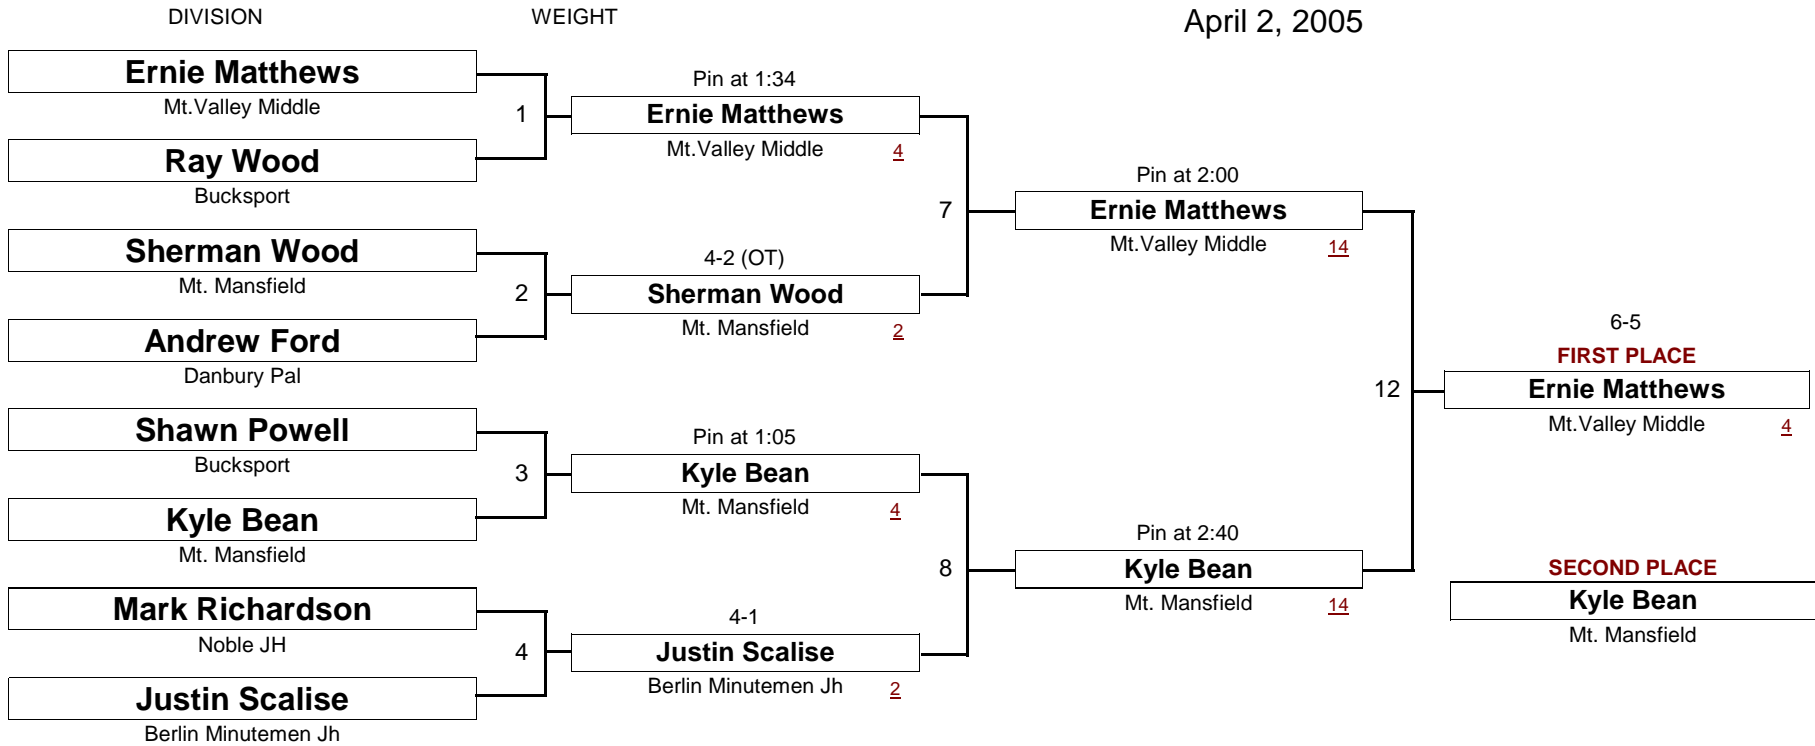 DIVISION
WEIGHT
April 2, 2005
Ernie Matthews
Mt.Valley Middle
1
Ray Wood
Bucksport
Sherman Wood
Mt. Mansfield
2
Andrew Ford
Danbury Pal
Shawn Powell
Bucksport
3
Kyle Bean
Mt. Mansfield
Mark Richardson
Noble JH
4
Justin Scalise
Berlin Minutemen Jh
Pin at 1:34
Ernie Matthews
Mt.Valley Middle 4
7
4-2 (OT)
Sherman Wood
Mt. Mansfield 2
Pin at 1:05
Kyle Bean
Mt. Mansfield 4
8
4-1
Justin Scalise
Berlin Minutemen Jh 2
Pin at 2:00
Ernie Matthews
Mt.Valley Middle 14
12
Pin at 2:40
Kyle Bean
Mt. Mansfield 14
6-5
FIRST PLACE
Ernie Matthews
Mt.Valley Middle 4
SECOND PLACE
Kyle Bean
Mt. Mansfield